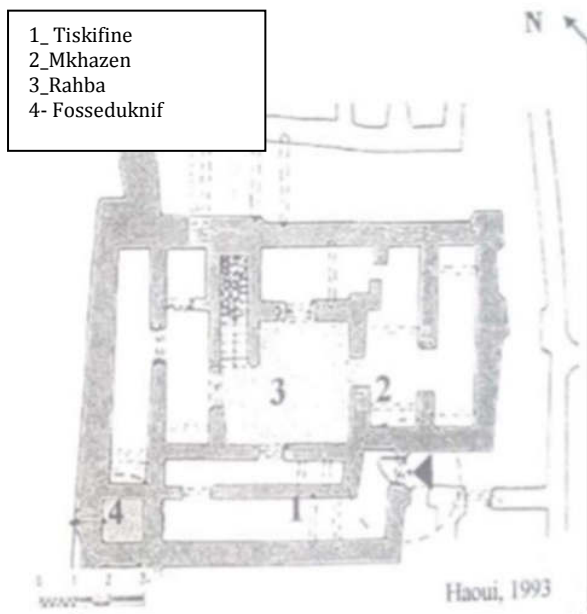 1_ Tiskifine
2_Mkhazen
3_Rahba
4- Fosseduknif
N
3
2
4
1
Haoui, 1993